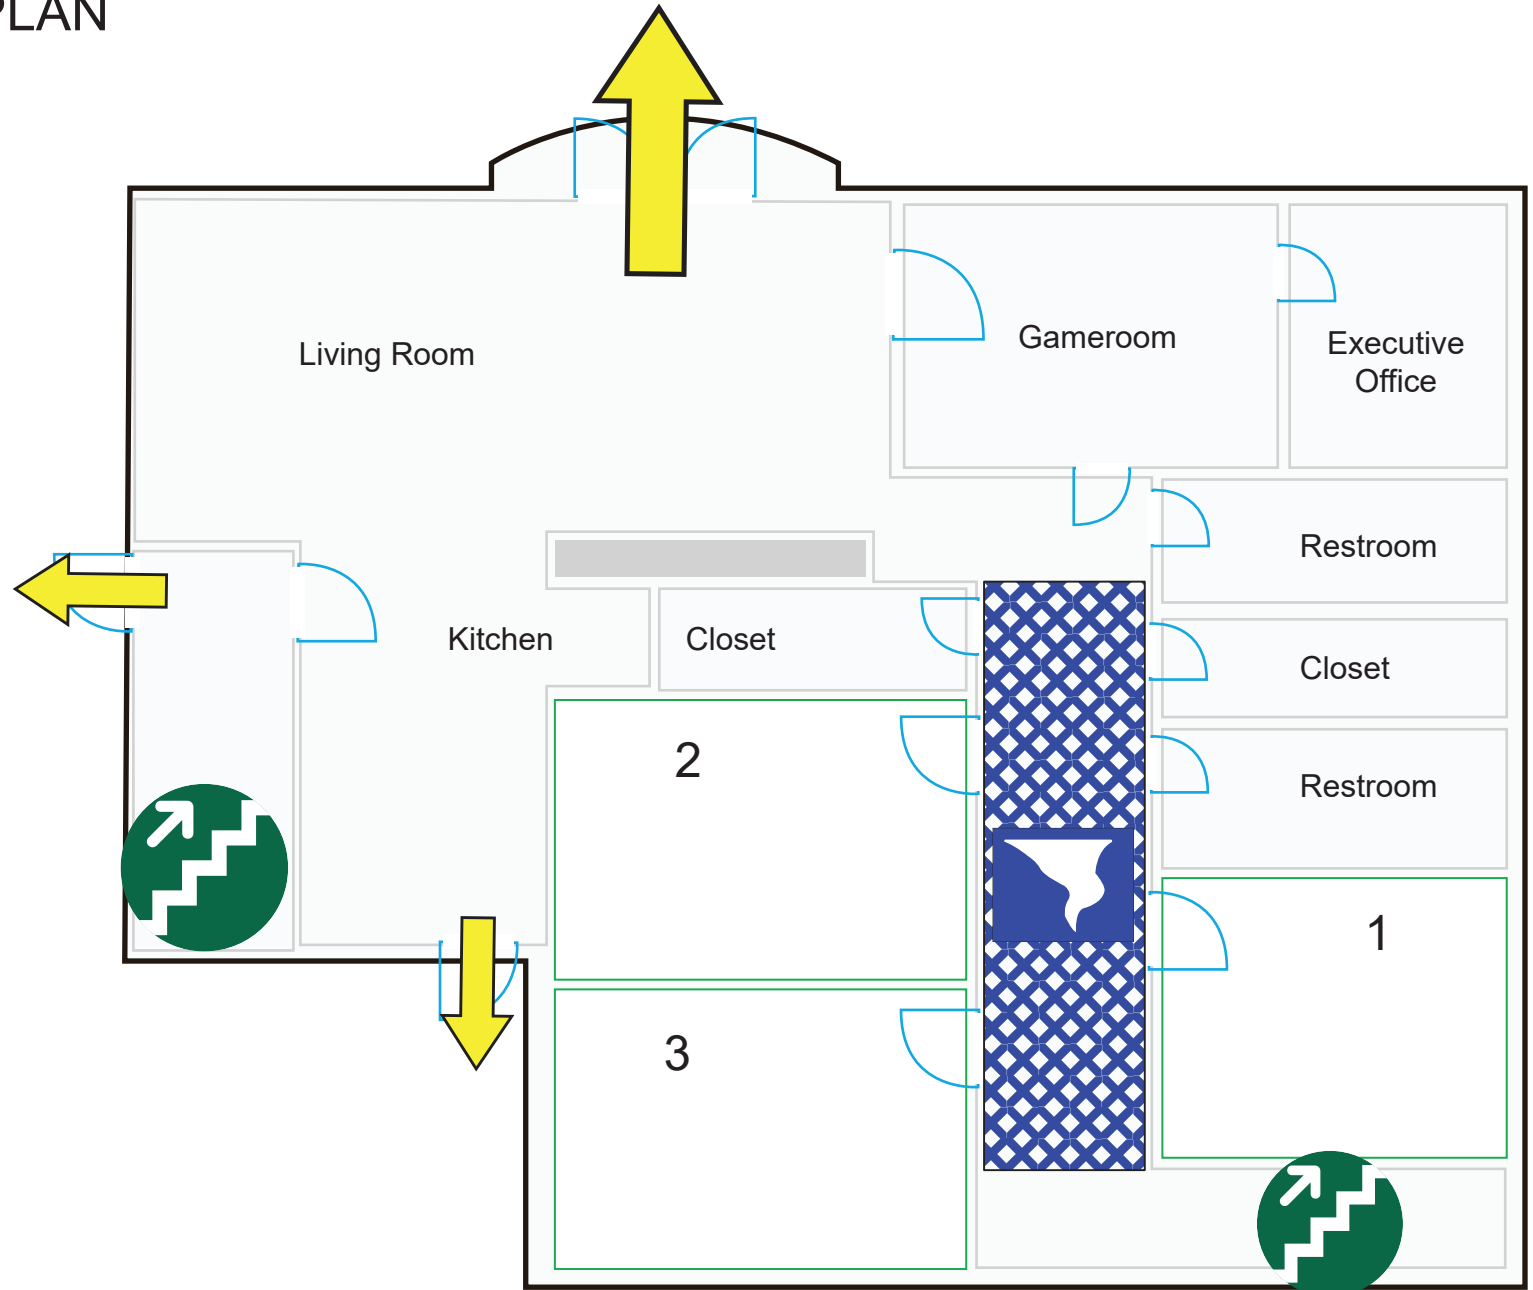 PLAN
Living Room
Gameroom
Executive
Office
Restroom
Kitchen
Closet
Closet
2
Restroom
1
3